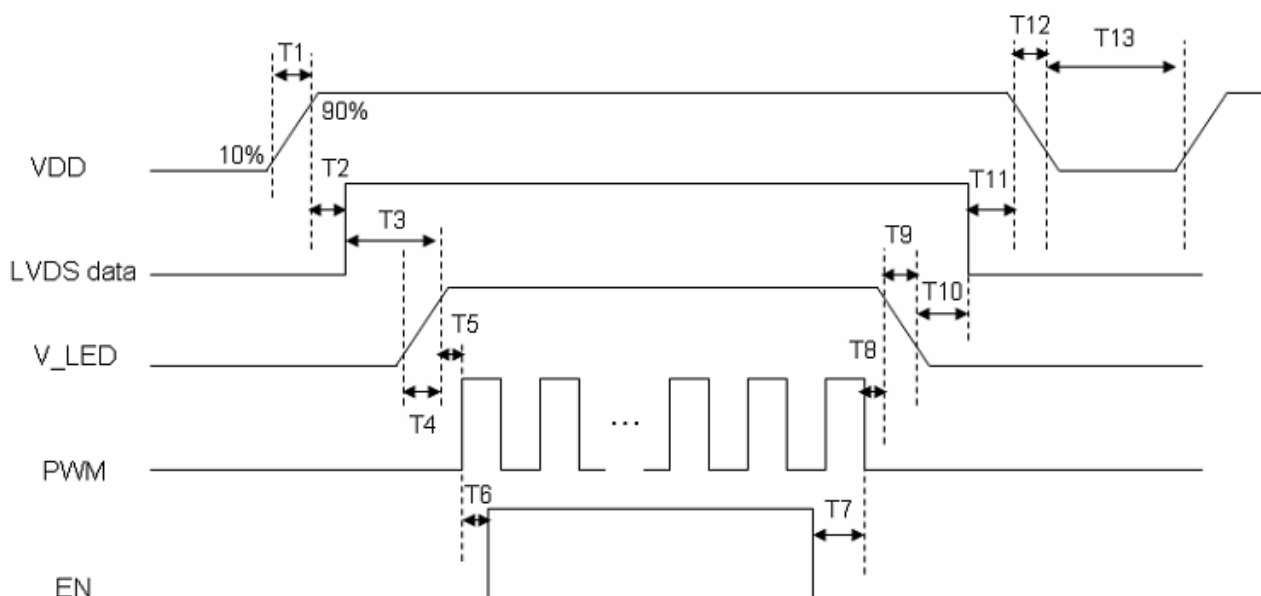 T12
T13
T1
90%
10%
VDD
T2
T11
T3
T9
LVDS data
T10
T5
V_LED
T8
T4
...
PWM
T6
T7
EN